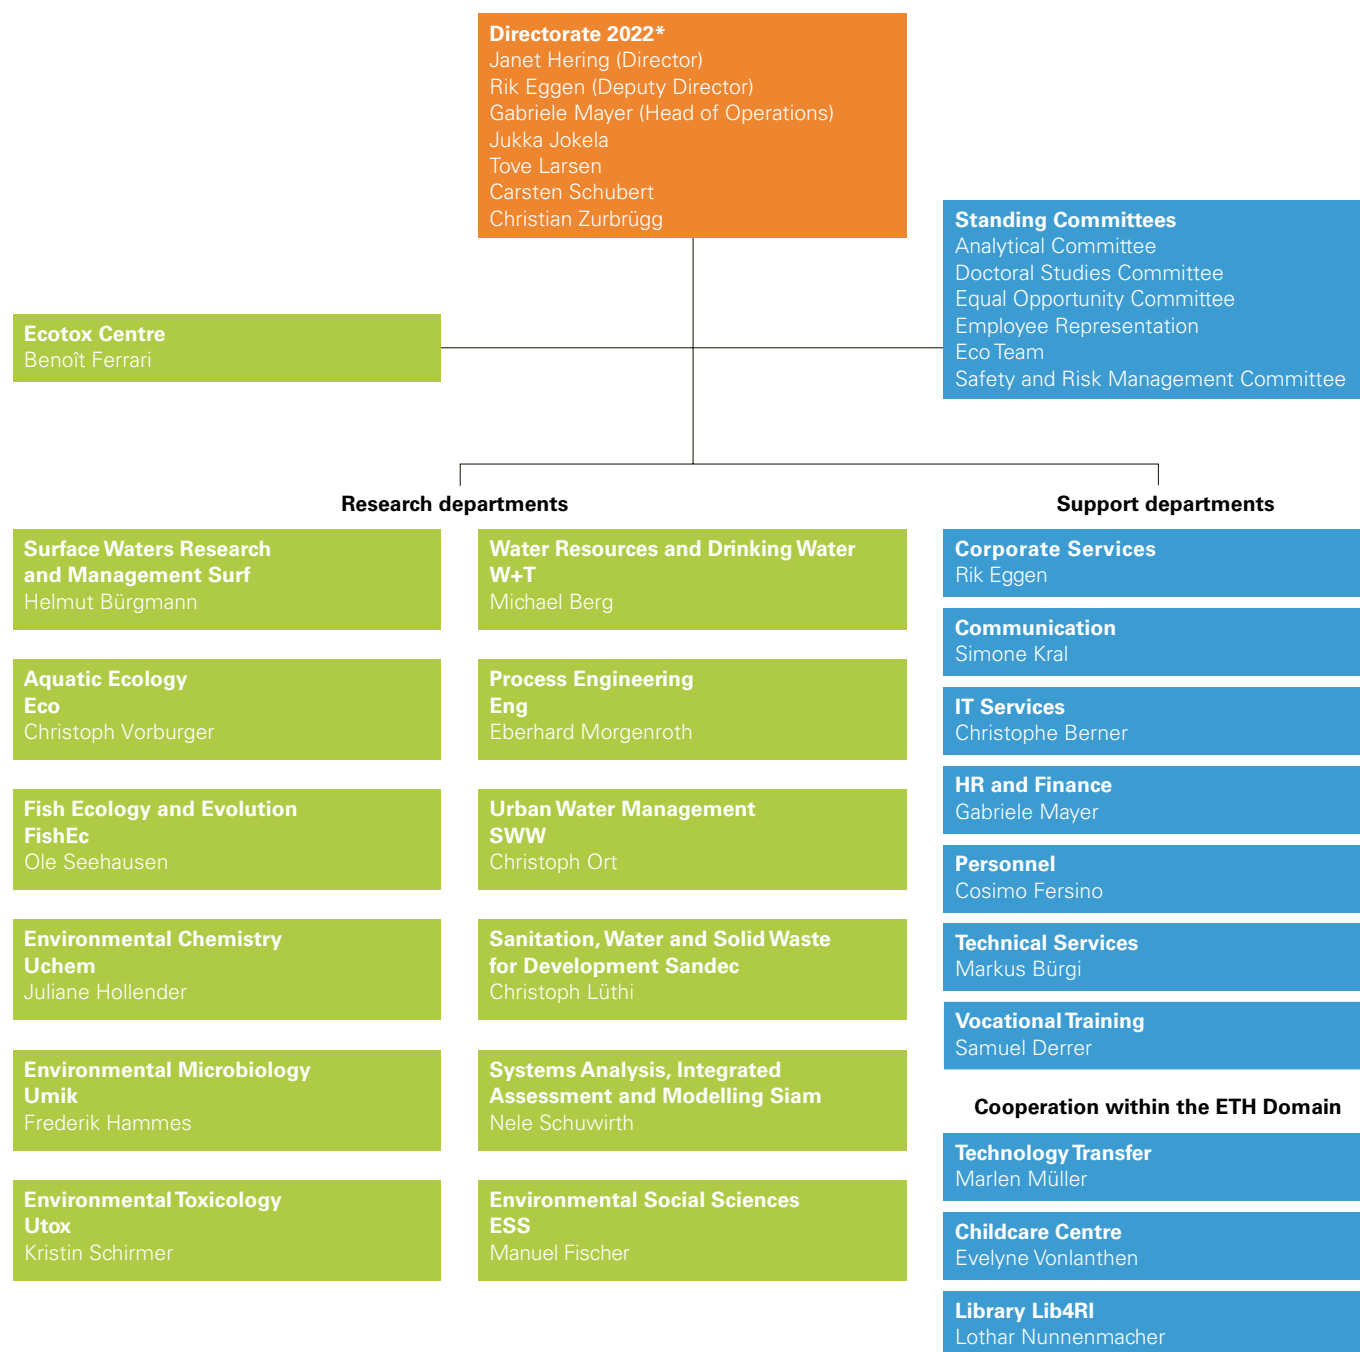 Directorate 2022*
Janet Hering (Director)
Rik Eggen (Deputy Director)
Gabriele Mayer (Head of Operations)
Jukka Jokela
Tove Larsen
Carsten Schubert
Christian Zurbrügg
Standing Committees
Analytical Committee
Doctoral Studies Committee
Equal Opportunity Committee
Employee Representation
Eco Team
Safety and Risk Management Committee
Ecotox Centre
Benoît Ferrari
Research departments
Surface Waters Research
and Management Surf
Helmut Bürgmann
Aquatic Ecology
Eco
Christoph Vorburger
Fish Ecology and Evolution
FishEc
Ole Seehausen
Environmental Chemistry
Uchem
Juliane Hollender
Environmental Microbiology
Umik
Frederik Hammes
Environmental Toxicology
Utox
Kristin Schirmer
Water Resources and Drinking Water
W+T
Michael Berg
Process Engineering
Eng
Eberhard Morgenroth
Urban Water Management
SWW
Christoph Ort
Sanitation, Water and Solid Waste
for Development Sandec
Christoph Lüthi
Systems Analysis, Integrated
Assessment and Modelling Siam
Nele Schuwirth
Environmental Social Sciences
ESS
Manuel Fischer
Support departments
Corporate Services
Rik Eggen
Communication
Simone Kral
IT Services
Christophe Berner
HR and Finance
Gabriele Mayer
Personnel
Cosimo Fersino
Technical Services
Markus Bürgi
Vocational Training
Samuel Derrer
Cooperation within the ETH Domain
Technology Transfer
Marlen Müller
Childcare Centre
Evelyne Vonlanthen
Library Lib4RI
Lothar Nunnenmacher